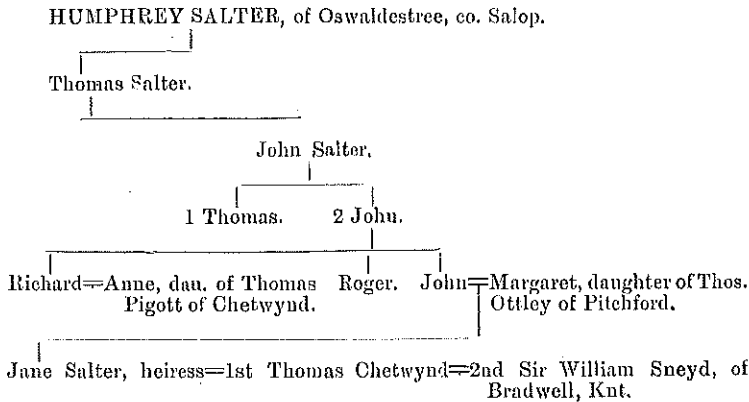 HUMPHREY SALTER, of Oswaldestree, co. Salop.
Thomas Salter.
John Salter.
1 Thomas. 2 John.
Richard=Anne, dau. of Thomas Roger. John=Margaret, daughter of Thos.
Pigott of Chetwynd. Ottley of Pitchford.
Jane Salter, heiress=1st Thomas Chetwynd=2nd Sir William Sneyd, of
Bradwell, Knt.